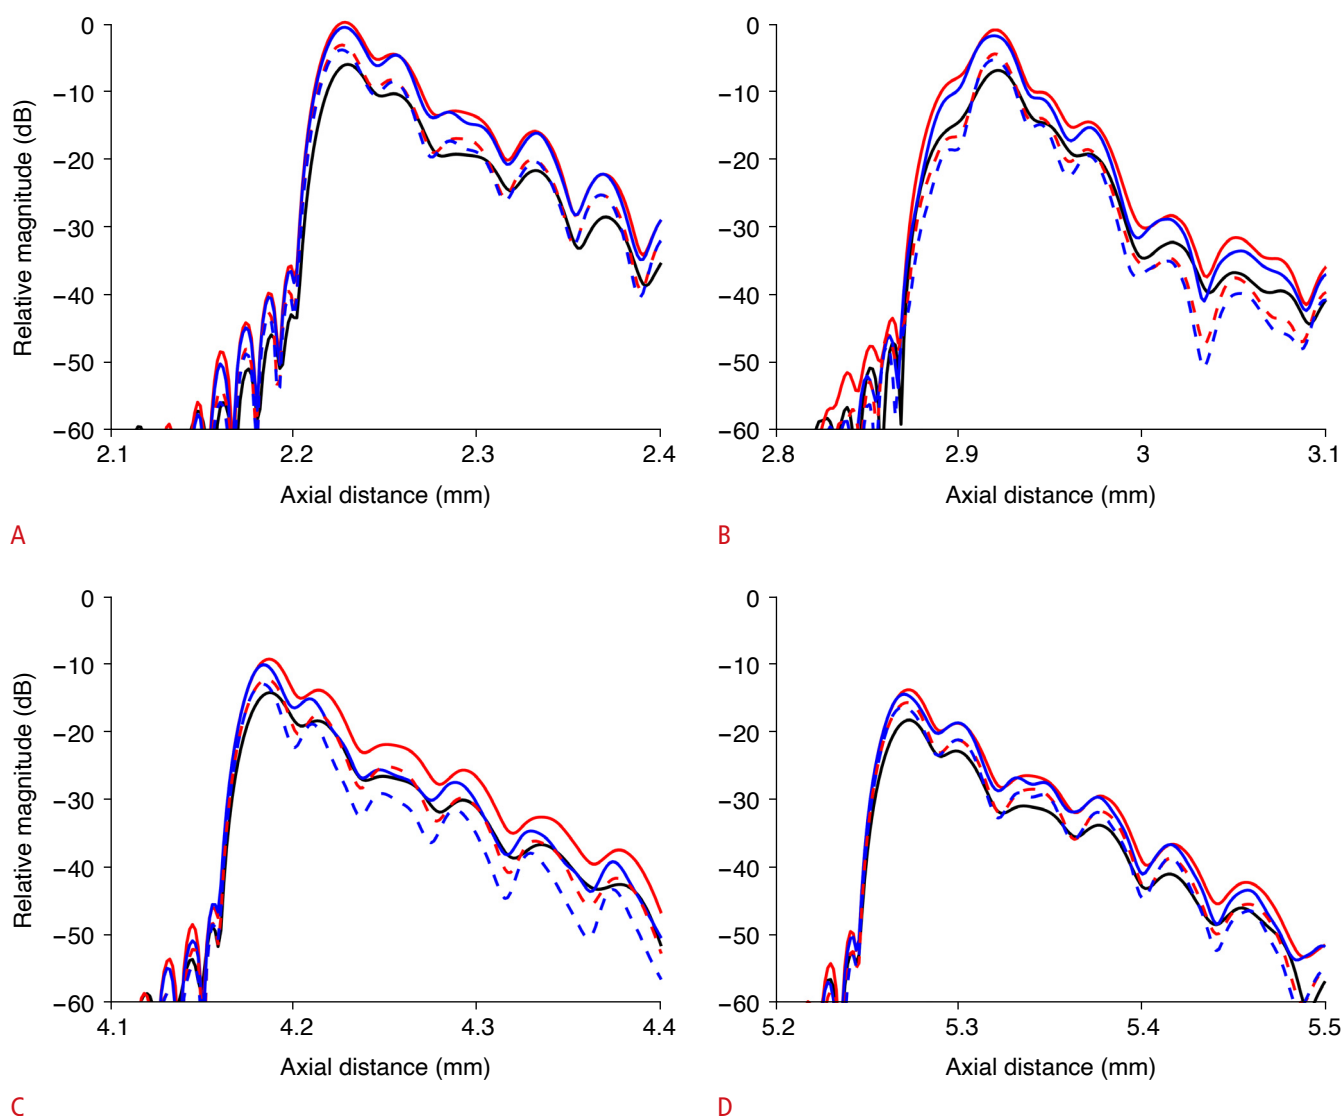 0
−10
−20
−30
−40
−50
−60
Relative magnitude (dB)
2.1 2.2 2.3 2.4
Axial distance (mm)
A
0
−10
−20
−30
−40
−50
−60
2.8 2.9 3 3.1
Axial distance (mm)
B
0
−10
−20
−30
−40
−50
−60
Relative magnitude (dB)
4.1 4.2 4.3 4.4
Axial distance (mm)
C
0
−10
−20
−30
−40
−50
−60
5.2 5.3 5.4 5.5
Axial distance (mm)
D